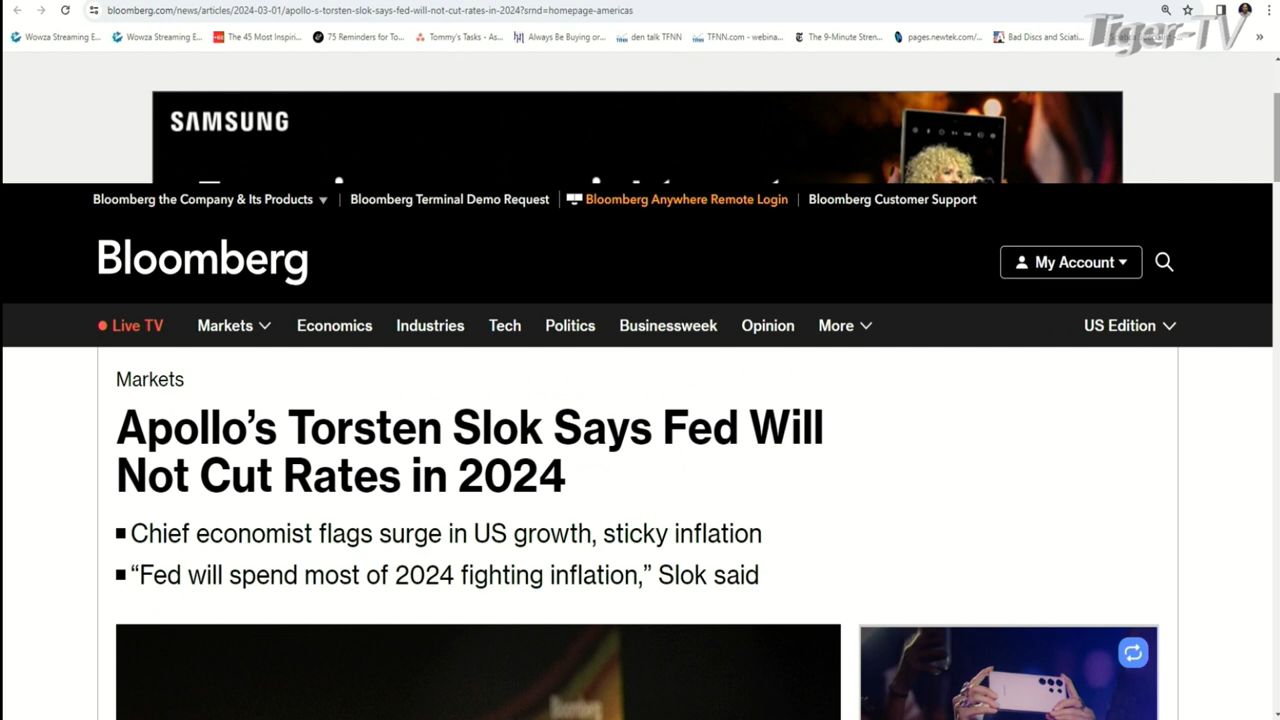 bloomberg.com/news/articles/2024-03-01/apollo-s-torsten-slok-says-fed-will-not-cut-rates-in-2024?srnd=homepage-americas
Wowza Streaming E... Wowza Streaming E... The 45 Most Inspiri... 75 Reminders for To... Tommy's Tasks - As... Always Be Buying or... den talk TFNN TFNN.com - webina... The 9-Minute Stren... pages.newtek.com/... Bad Discs and Sciati... »
Tiger-TV
SAMSUNG
Bloomberg the Company & Its Products Bloomberg Terminal Demo Request Bloomberg Anywhere Remote Login Bloomberg Customer Support
Bloomberg
My Account
Live TV Markets Economics Industries Tech Politics Businessweek Opinion More US Edition
Markets
Apollo’s Torsten Slok Says Fed Will
Not Cut Rates in 2024
■ Chief economist flags surge in US growth, sticky inflation
■ “Fed will spend most of 2024 fighting inflation,” Slok said